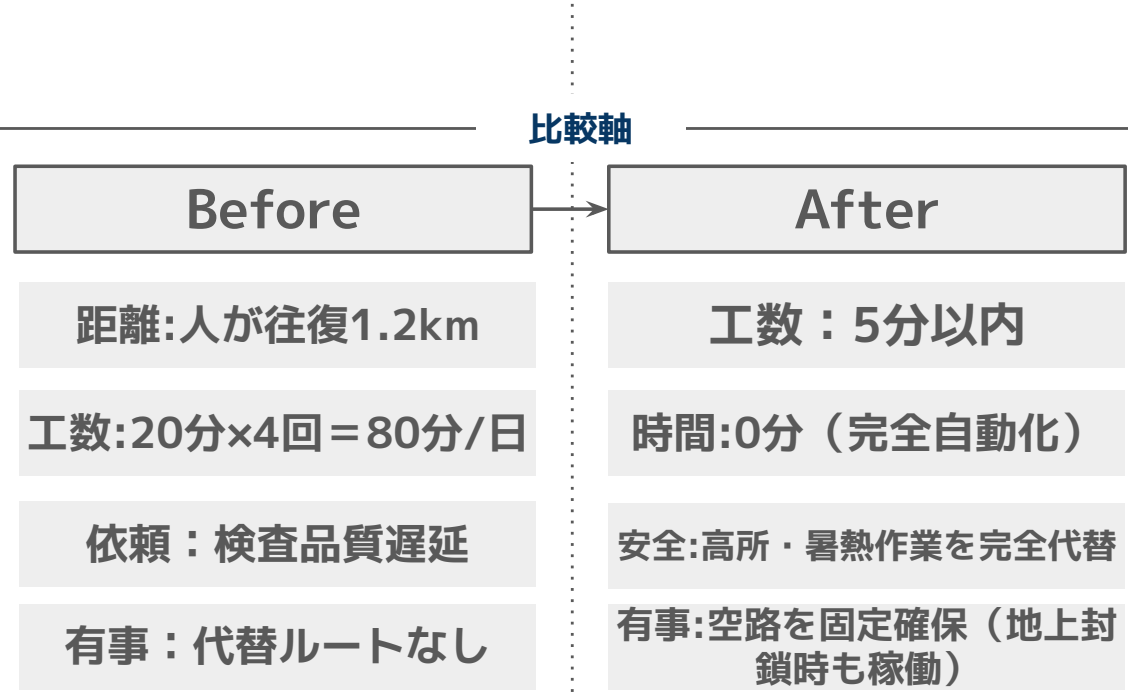 比較軸
Before
After
距離:人が往復1.2km
工数：5分以内
工数:20分×4回＝80分/日
時間:0分（完全自動化）
依頼：検査品質遅延
安全:高所・暑熱作業を完全代替
有事：代替ルートなし
有事:空路を固定確保（地上封
鎖時も稼働）